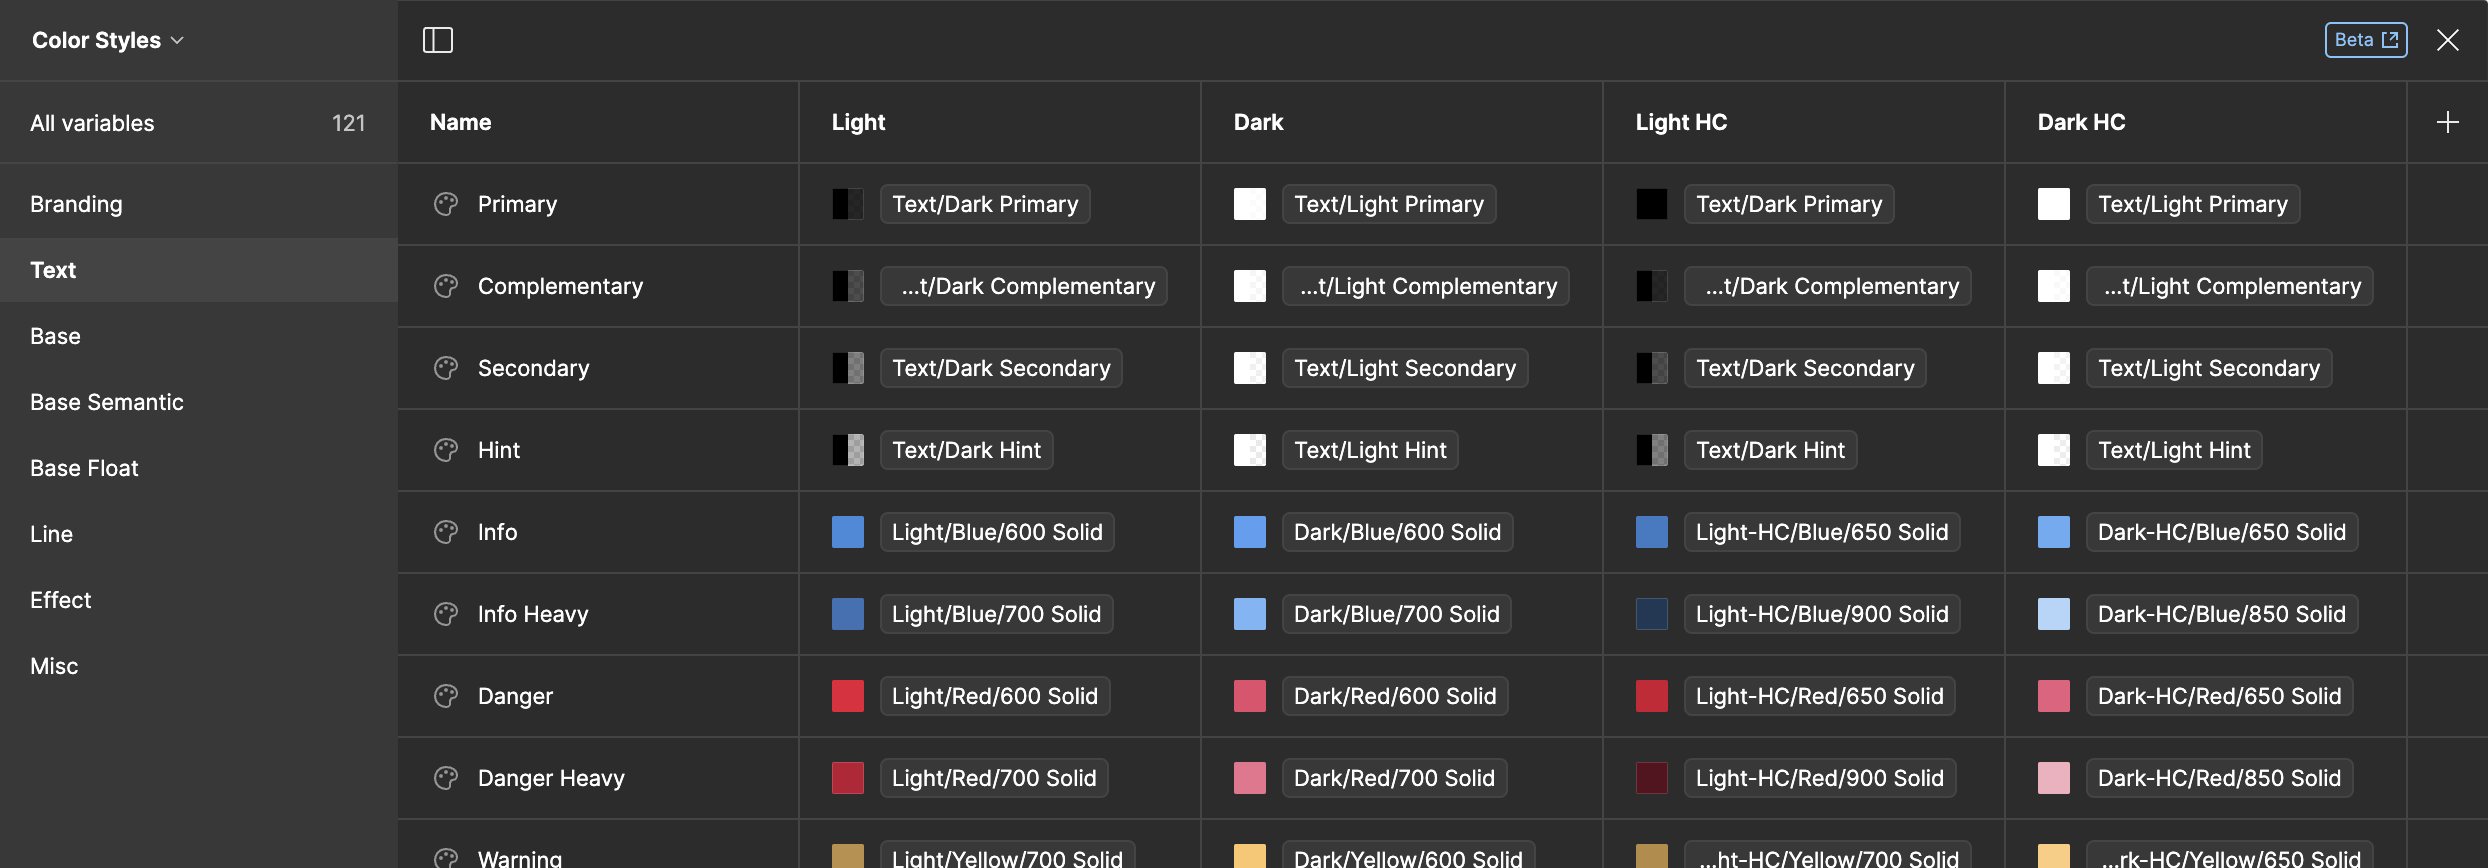 Color Styles
Beta
All variables 121
Name Light Dark Light HC Dark HC
Branding
Text
Base
Base Semantic
Base Float
Line
Effect
Misc
Primary Text/Dark Primary Text/Light Primary Text/Dark Primary Text/Light Primary
Complementary ...t/Dark Complementary ...t/Light Complementary ...t/Dark Complementary ...t/Light Complementary
Secondary Text/Dark Secondary Text/Light Secondary Text/Dark Secondary Text/Light Secondary
Hint Text/Dark Hint Text/Light Hint Text/Dark Hint Text/Light Hint
Info Light/Blue/600 Solid Dark/Blue/600 Solid Light-HC/Blue/650 Solid Dark-HC/Blue/650 Solid
Info Heavy Light/Blue/700 Solid Dark/Blue/700 Solid Light-HC/Blue/900 Solid Dark-HC/Blue/850 Solid
Danger Light/Red/600 Solid Dark/Red/600 Solid Light-HC/Red/650 Solid Dark-HC/Red/650 Solid
Danger Heavy Light/Red/700 Solid Dark/Red/700 Solid Light-HC/Red/900 Solid Dark-HC/Red/850 Solid
Warning Light/Yellow/700 Solid Dark/Yellow/600 Solid ...ht-HC/Yellow/700 Solid ...rk-HC/Yellow/650 Solid